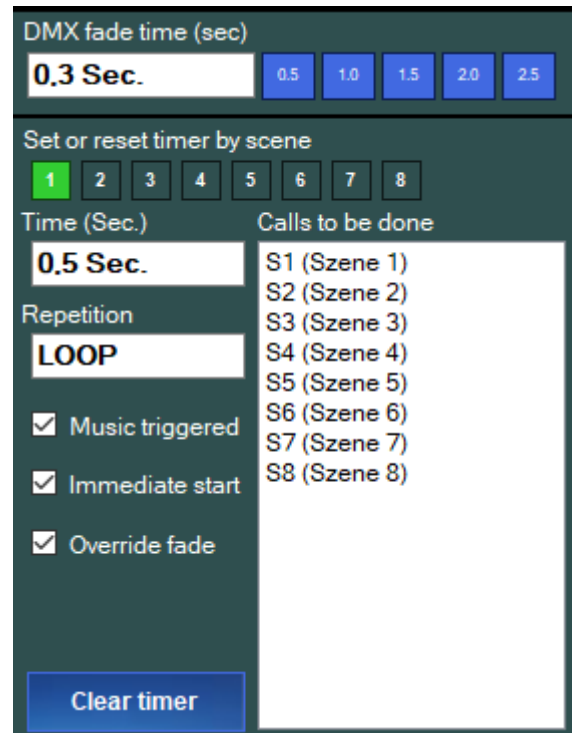 DMX fade time (sec)
0,3 Sec. 0.5 1.0 1.5 2.0 2.5
Set or reset timer by scene
1 2 3 4 5 6 7 8
Time (Sec.)
0,5 Sec.
Repetition
LOOP
Music triggered
Immediate start
Override fade
Clear timer
Calls to be done
S1 (Szene 1)
S2 (Szene 2)
S3 (Szene 3)
S4 (Szene 4)
S5 (Szene 5)
S6 (Szene 6)
S7 (Szene 7)
S8 (Szene 8)